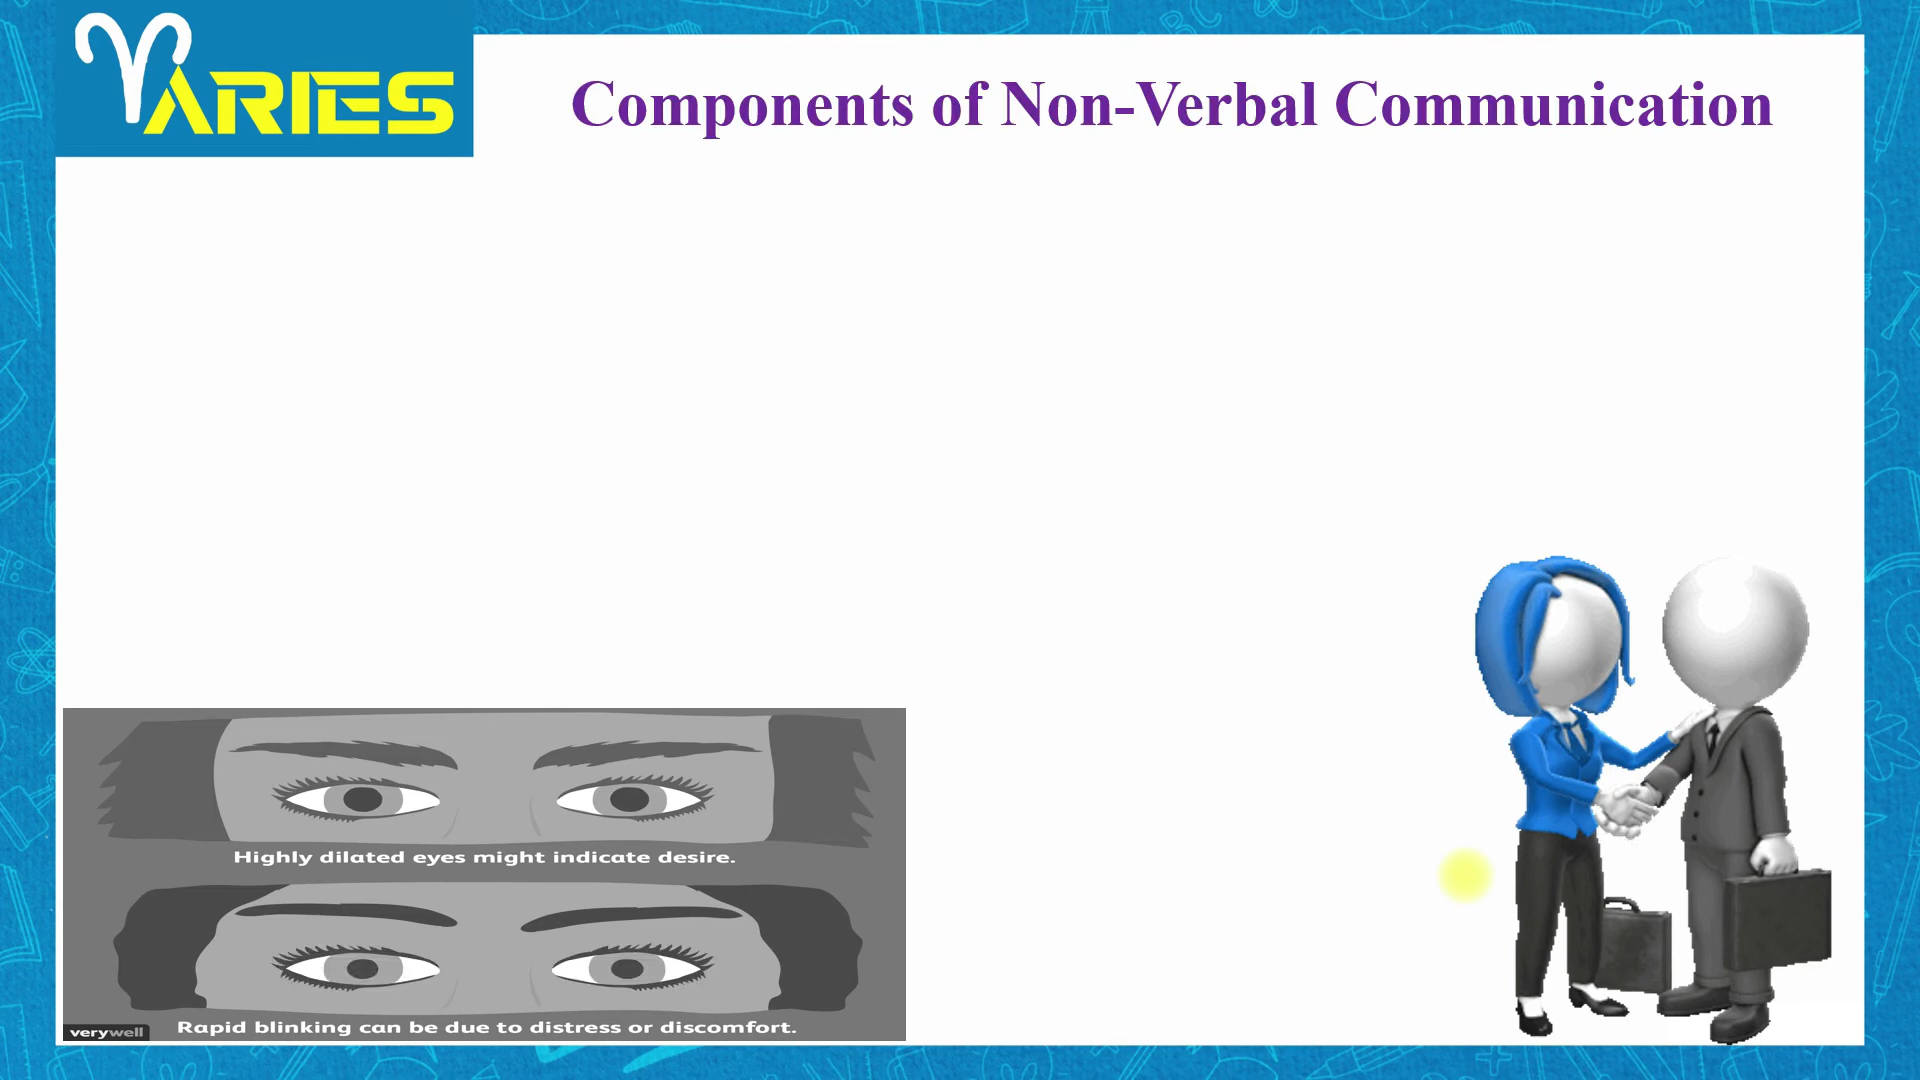 ARIES
Components of Non-Verbal Communication
Highly dilated eyes might indicate desire.
Rapid blinking can be due to distress or discomfort.
verywell